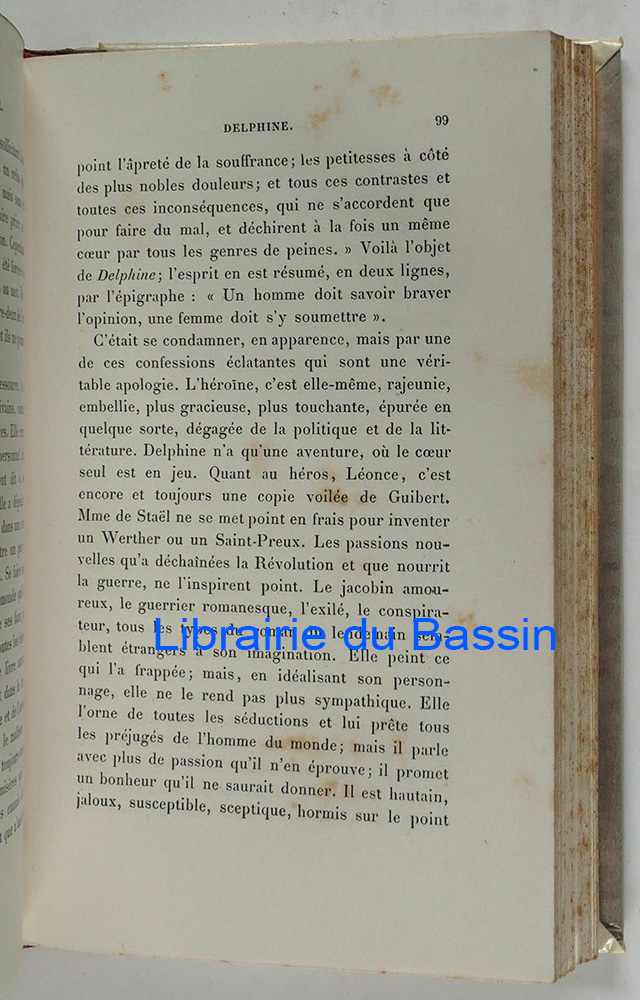 DELPHINE.
99
point l'âpreté de la souffrance; les petitesses à côté
des plus nobles douleurs; et tous ces contrastes et
toutes ces inconséquences, qui ne s'accordent que
pour faire du mal, et déchirent à la fois un même
cœur par tous les genres de peines. » Voilà l'objet
de Delphine; l'esprit en est résumé, en deux lignes,
par l'épigraphe : « Un homme doit savoir braver
l'opinion, une femme doit s'y soumettre ».
C'était se condamner, en apparence, mais par une
de ces confessions éclatantes qui sont une véri-
table apologie. L'héroïne, c'est elle-même, rajeunie,
embellie, plus gracieuse, plus touchante, épurée en
quelque sorte, dégagée de la politique et de la lit-
térature. Delphine n'a qu'une aventure, où le cœur
seul est en jeu. Quant au héros, Léonce, c'est
encore et toujours une copie voilée de Guibert.
Mme de Staël ne se met point en frais pour inventer
un Werther ou un Saint-Preux. Les passions nou-
velles qu'a déchaînées la Révolution et que nourrit
la guerre, ne l'inspirent point. Le jacobin amou-
reux, le guerrier romanesque, l'exilé, le conspira-
teur, tous les types du roman du lendemain sem-
blent étrangers à son imagination. Elle peint ce
qui l'a frappée; mais, en idéalisant son person-
nage, elle ne le rend pas plus sympathique. Elle
l'orne de toutes les séductions et lui prête tous
les préjugés de l'homme du monde; mais il parle
avec plus de passion qu'il n'en éprouve; il promet
un bonheur qu'il ne saurait donner. Il est hautain,
jaloux, susceptible, sceptique, hormis sur le point
Librairie du Bassin